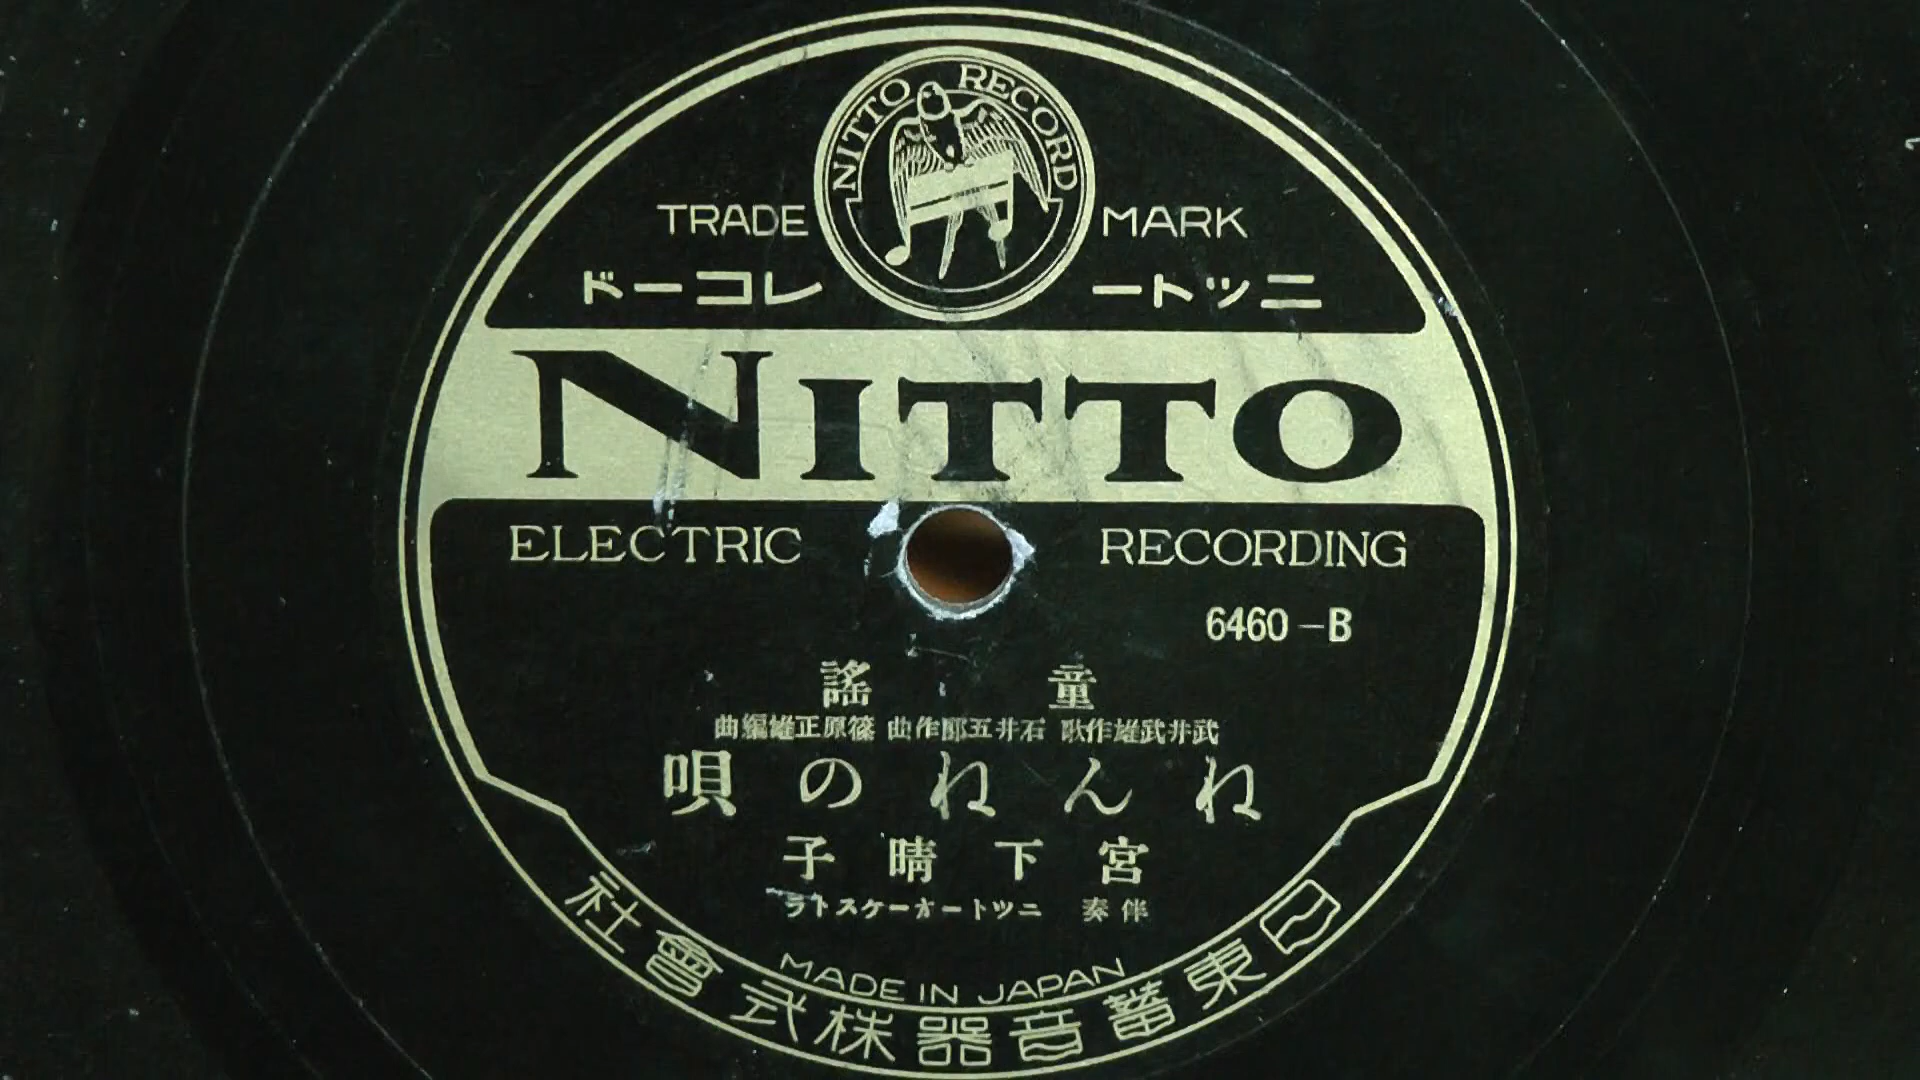 NITTO RECORD
TRADE MARK
ニットーレコード
NITTO
ELECTRIC RECORDING
6460-B
童謠
武井武雄作歌 石井五郎作曲 篠原正雄編曲
ねんねの唄
宮下晴子
伴奏 ニツトーオーケストラ
MADE IN JAPAN
日東蓄音器株式會社